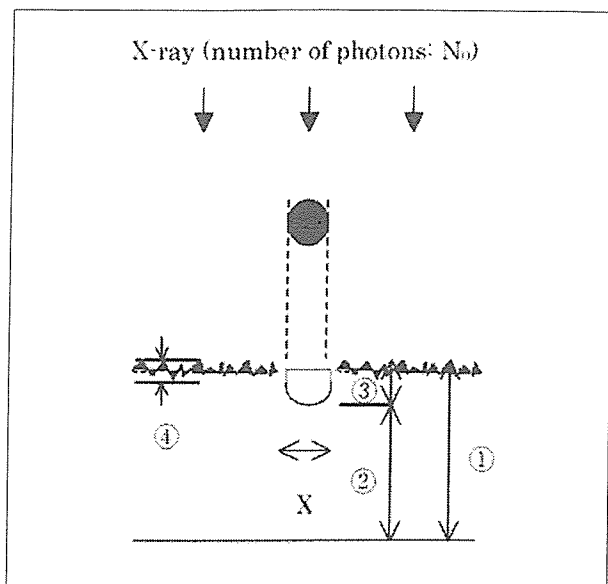 X-ray (number of photons: N₀)
③
④
①
②
X